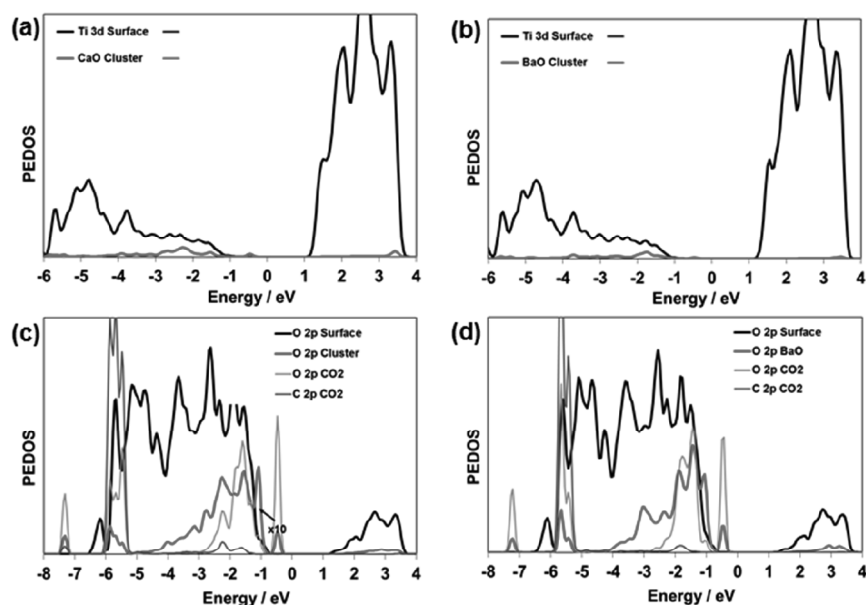 (a)
Ti 3d Surface
CaO Cluster
PEDOS
-6 -5 -4 -3 -2 -1 0 1 2 3 4
Energy / eV
(b)
Ti 3d Surface
BaO Cluster
PEDOS
-6 -5 -4 -3 -2 -1 0 1 2 3 4
Energy / eV
(c)
O 2p Surface
O 2p Cluster
O 2p CO2
C 2p CO2
x10
PEDOS
-8 -7 -6 -5 -4 -3 -2 -1 0 1 2 3 4
Energy / eV
(d)
O 2p Surface
O 2p BaO
O 2p CO2
C 2p CO2
PEDOS
-8 -7 -6 -5 -4 -3 -2 -1 0 1 2 3 4
Energy / eV